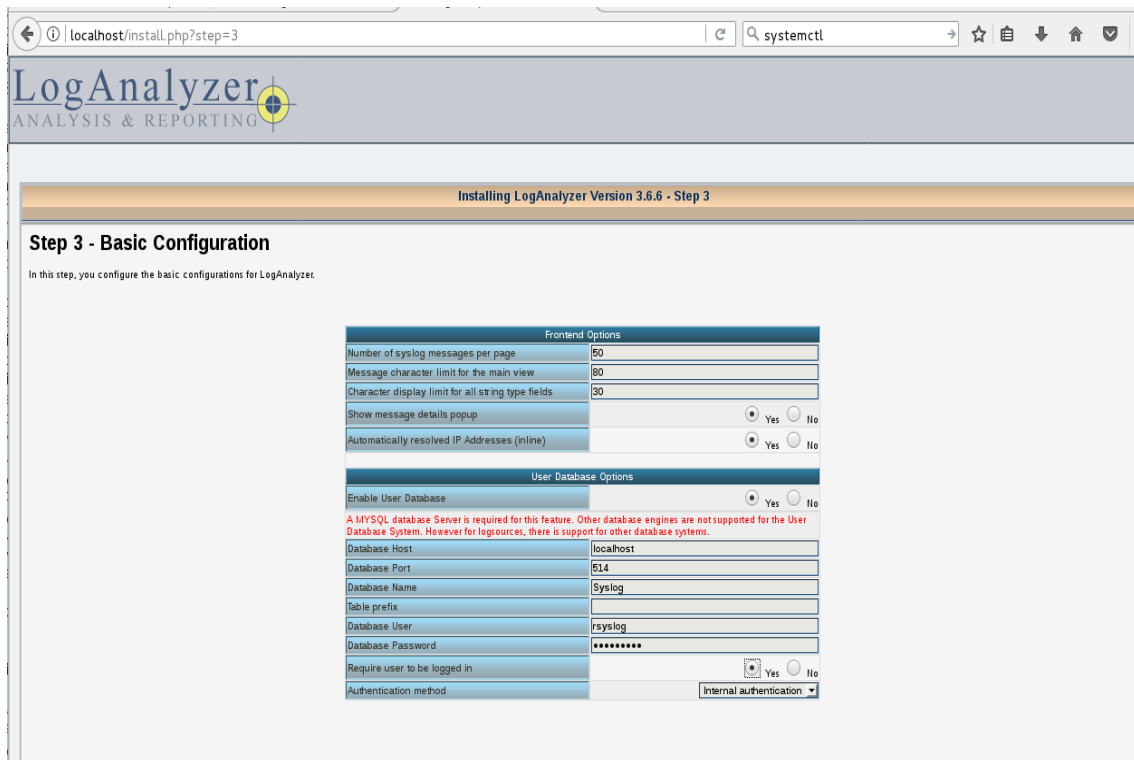 localhost/install.php?step=3
systemctl
LogAnalyzer
ANALYSIS & REPORTING
Installing LogAnalyzer Version 3.6.6 - Step 3
Step 3 - Basic Configuration
In this step, you configure the basic configurations for LogAnalyzer.
Frontend Options
Number of syslog messages per page 50
Message character limit for the main view 80
Character display limit for all string type fields 30
Show message details popup Yes No
Automatically resolved IP Addresses (inline) Yes No
User Database Options
Enable User Database Yes No
A MYSQL database Server is required for this feature. Other database engines are not supported for the User
Database System. However for logsources, there is support for other database systems.
Database Host localhost
Database Port 514
Database Name Syslog
Table prefix
Database User rsyslog
Database Password •••••••••
Require user to be logged in Yes No
Authentication method Internal authentication